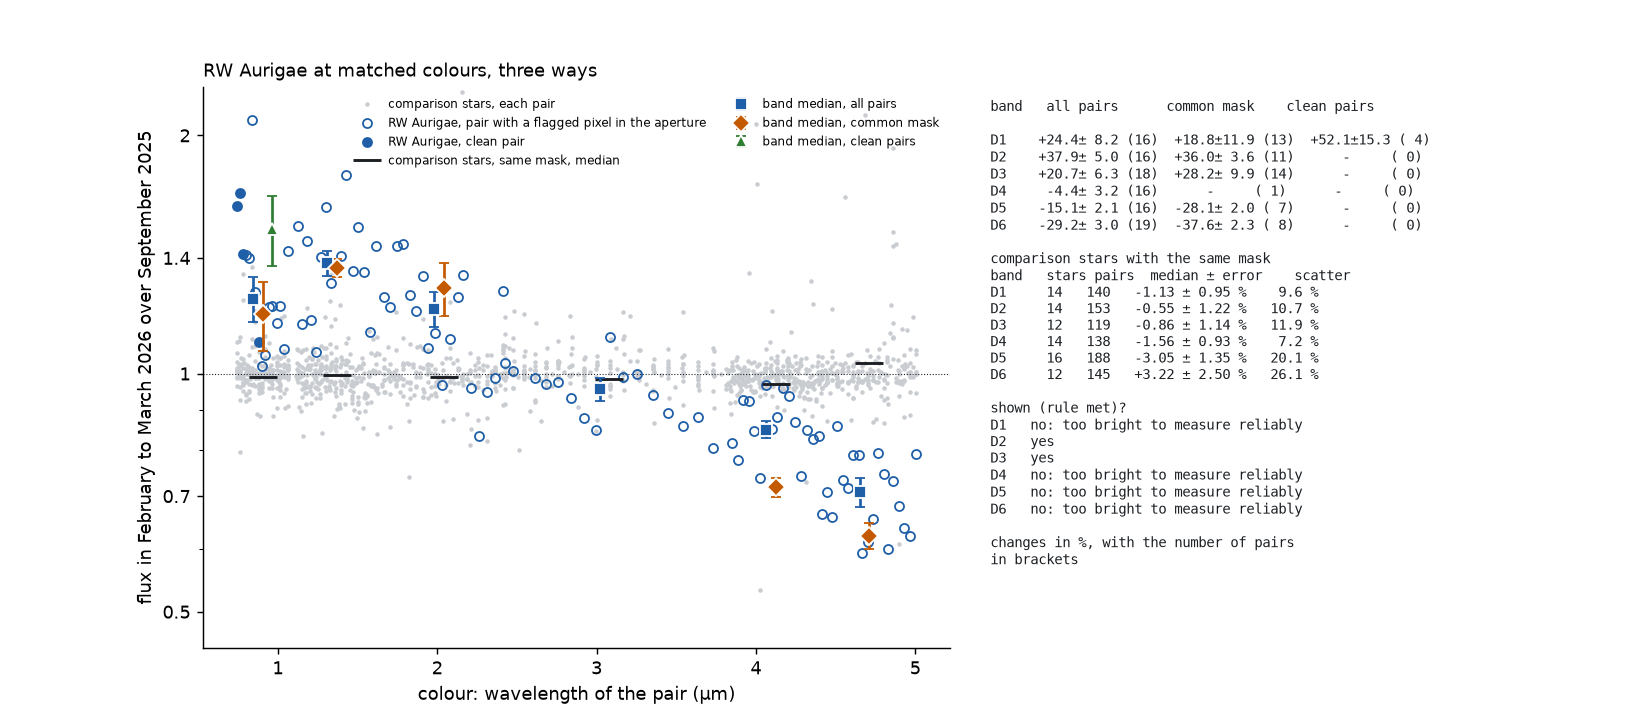 RW Aurigae at matched colours, three ways
comparison stars, each pair
RW Aurigae, pair with a flagged pixel in the aperture
RW Aurigae, clean pair
comparison stars, same mask, median
band median, all pairs
band median, common mask
band median, clean pairs
flux in February to March 2026 over September 2025
2
1.4
1
0.7
0.5
1 2 3 4 5
colour: wavelength of the pair (µm)
band all pairs common mask clean pairs
D1 +24.4± 8.2 (16) +18.8±11.9 (13) +52.1±15.3 ( 4)
D2 +37.9± 5.0 (16) +36.0± 3.6 (11) - ( 0)
D3 +20.7± 6.3 (18) +28.2± 9.9 (14) - ( 0)
D4 -4.4± 3.2 (16) - ( 1) - ( 0)
D5 -15.1± 2.1 (16) -28.1± 2.0 ( 7) - ( 0)
D6 -29.2± 3.0 (19) -37.6± 2.3 ( 8) - ( 0)
comparison stars with the same mask
band stars pairs median ± error scatter
D1 14 140 -1.13 ± 0.95 % 9.6 %
D2 14 153 -0.55 ± 1.22 % 10.7 %
D3 12 119 -0.86 ± 1.14 % 11.9 %
D4 14 138 -1.56 ± 0.93 % 7.2 %
D5 16 188 -3.05 ± 1.35 % 20.1 %
D6 12 145 +3.22 ± 2.50 % 26.1 %
shown (rule met)?
D1 no: too bright to measure reliably
D2 yes
D3 yes
D4 no: too bright to measure reliably
D5 no: too bright to measure reliably
D6 no: too bright to measure reliably
changes in %, with the number of pairs
in brackets